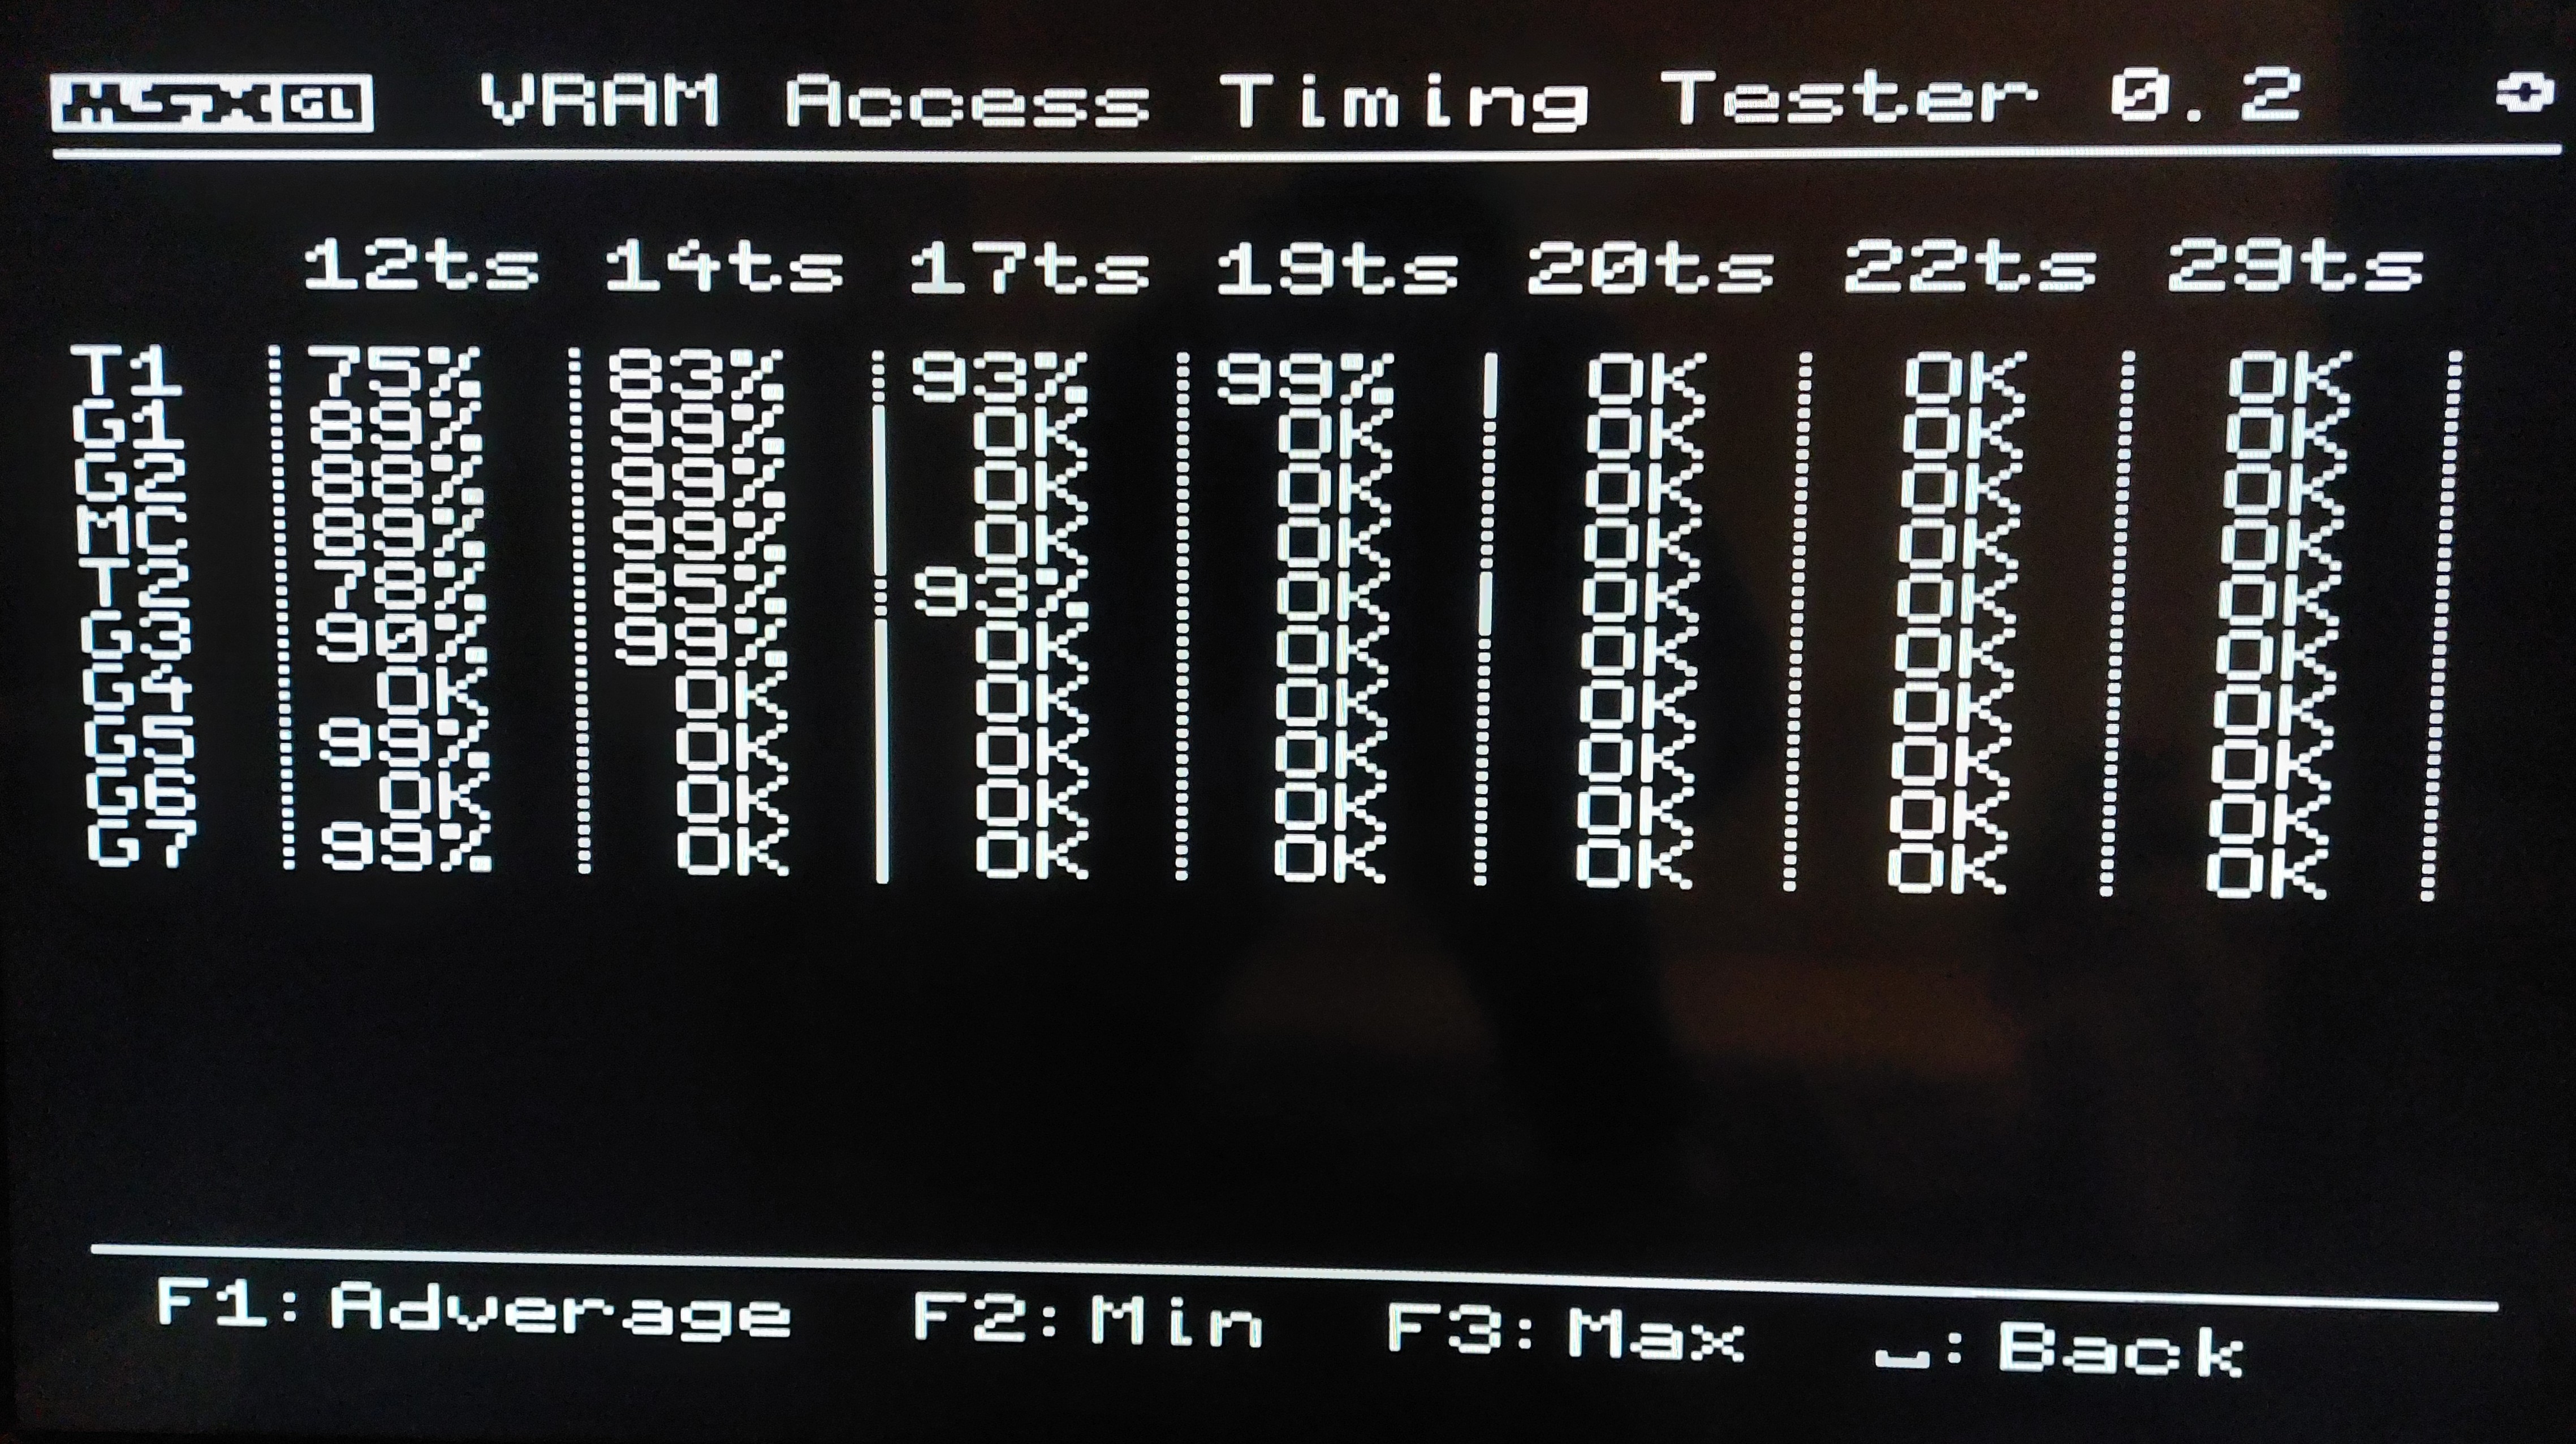 MSX GL VRAM Access Timing Tester 0.2
12ts 14ts 17ts 19ts 20ts 22ts 29ts
T1 75% 83% 93% 99% OK OK OK
G1 89% 99% OK OK OK OK OK
G2 88% 99% OK OK OK OK OK
MC 89% 99% OK OK OK OK OK
T2 78% 85% 93% OK OK OK OK
G3 90% 99% OK OK OK OK OK
G4 OK OK OK OK OK OK OK
G5 99% OK OK OK OK OK OK
G6 OK OK OK OK OK OK OK
G7 99% OK OK OK OK OK OK
F1:Adverage F2:Min F3:Max ⎵:Back